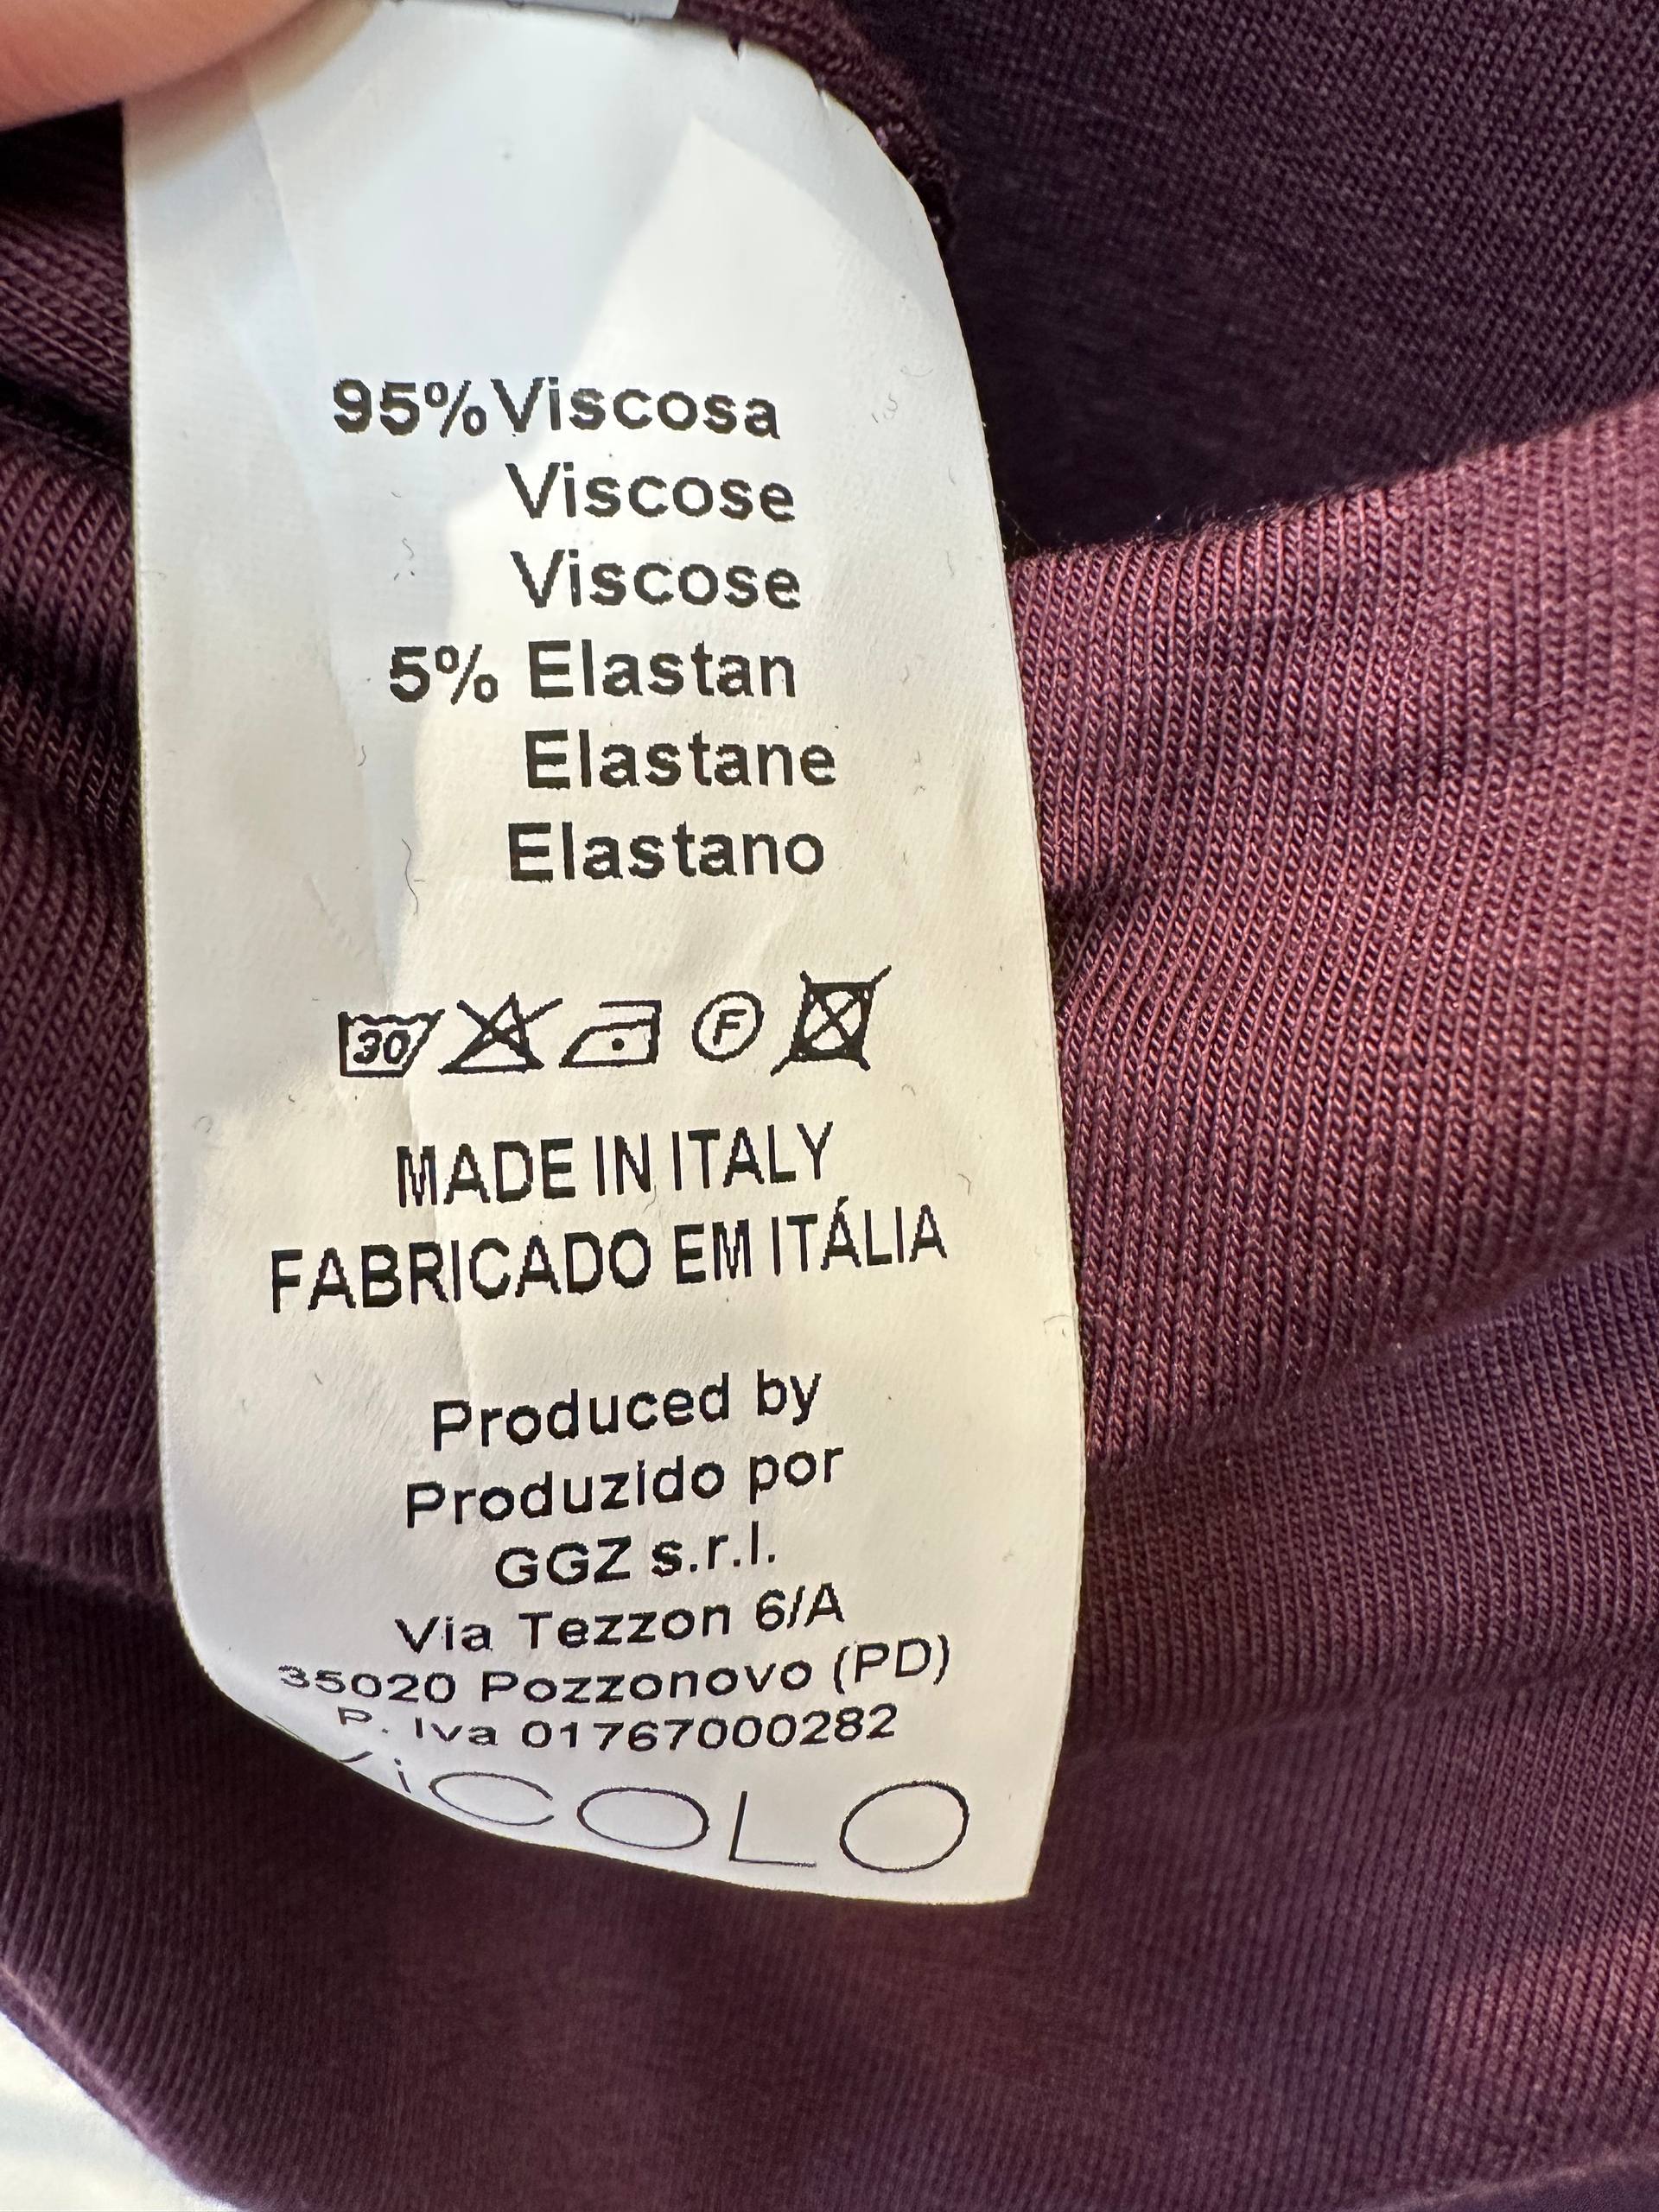 95% Viscosa
Viscose
Viscose
5% Elastan
Elastane
Elastano
30 F
MADE IN ITALY
FABRICADO EM ITÁLIA
Produced by
Produzido por
GGZ s.r.l.
Via Tezzon 6/A
35020 Pozzonovo (PD)
P. Iva 01767000282
ViCOLO